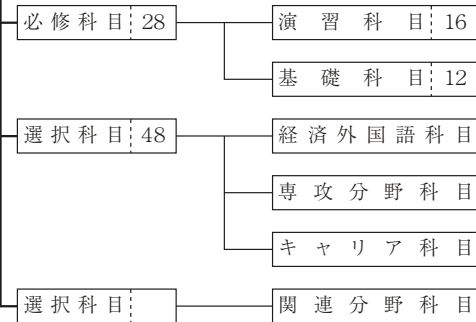 必修科目 28
演習科目 16
基礎科目 12
選択科目 48
経済外国語科目
専攻分野科目
キャリア科目
選択科目
関連分野科目